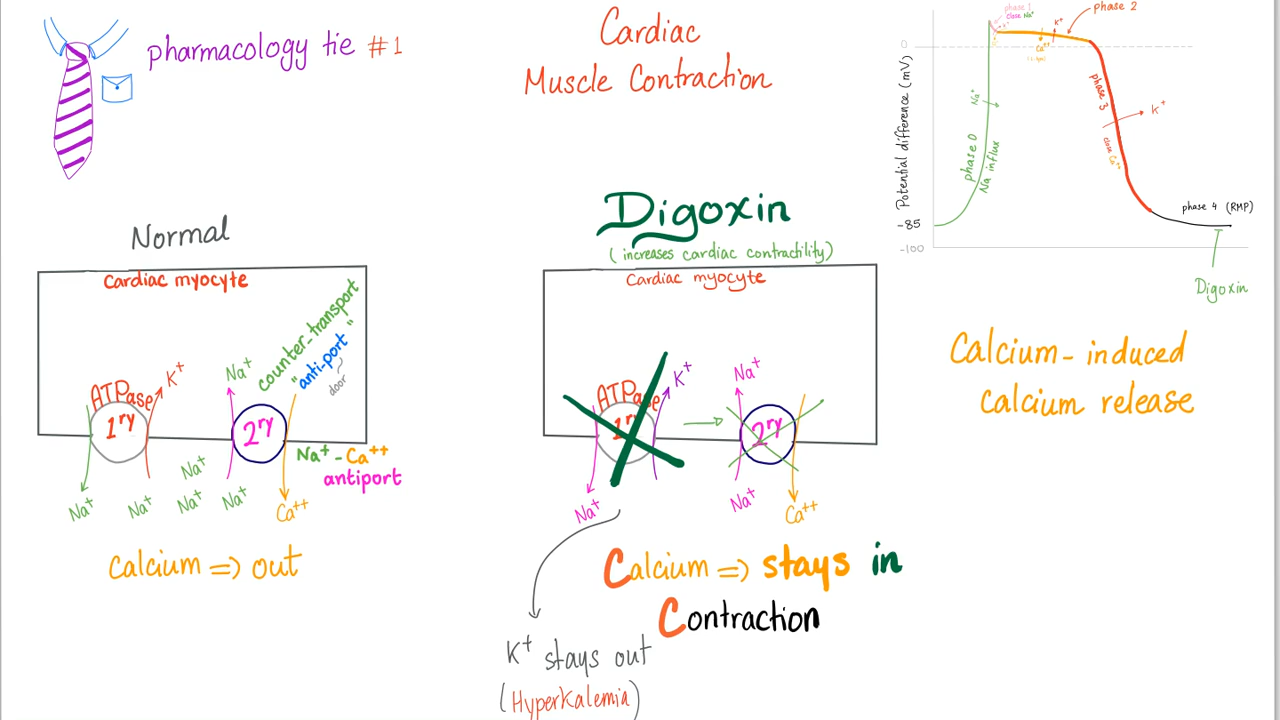 pharmacology tie #1
Cardiac
Muscle Contraction
Normal
Cardiac myocyte
counter-transport
"anti-port"
door
ATPase
1ry
K+
Na+
2ry
Na+ - Ca++
antiport
Na+
Na+
Na+
Na+
Na+
Ca++
Calcium => out
Digoxin
(increases cardiac contractility)
Cardiac myocyte
ATPase
1ry
K+
Na+
2ry
Na+
Na+
Ca++
Calcium => stays in
Contraction
K+ stays out
(Hyperkalemia)
Potential difference (mV)
0
-85
-100
phase 0
Na influx
Na+
phase 1
close Na+
K+
Ca++
phase 2
phase 3
close Ca++
K+
phase 4 (RMP)
Digoxin
Calcium-induced
calcium release